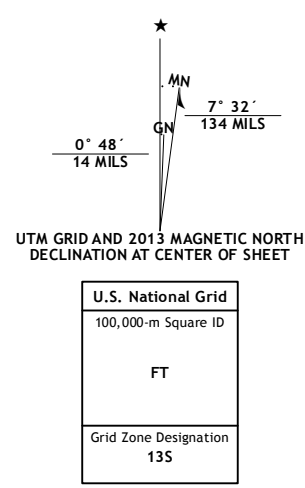 MN
7° 32´
134 MILS
GN
0° 48´
14 MILS
UTM GRID AND 2013 MAGNETIC NORTH
DECLINATION AT CENTER OF SHEET
U.S. National Grid
100,000-m Square ID
FT
Grid Zone Designation
13S